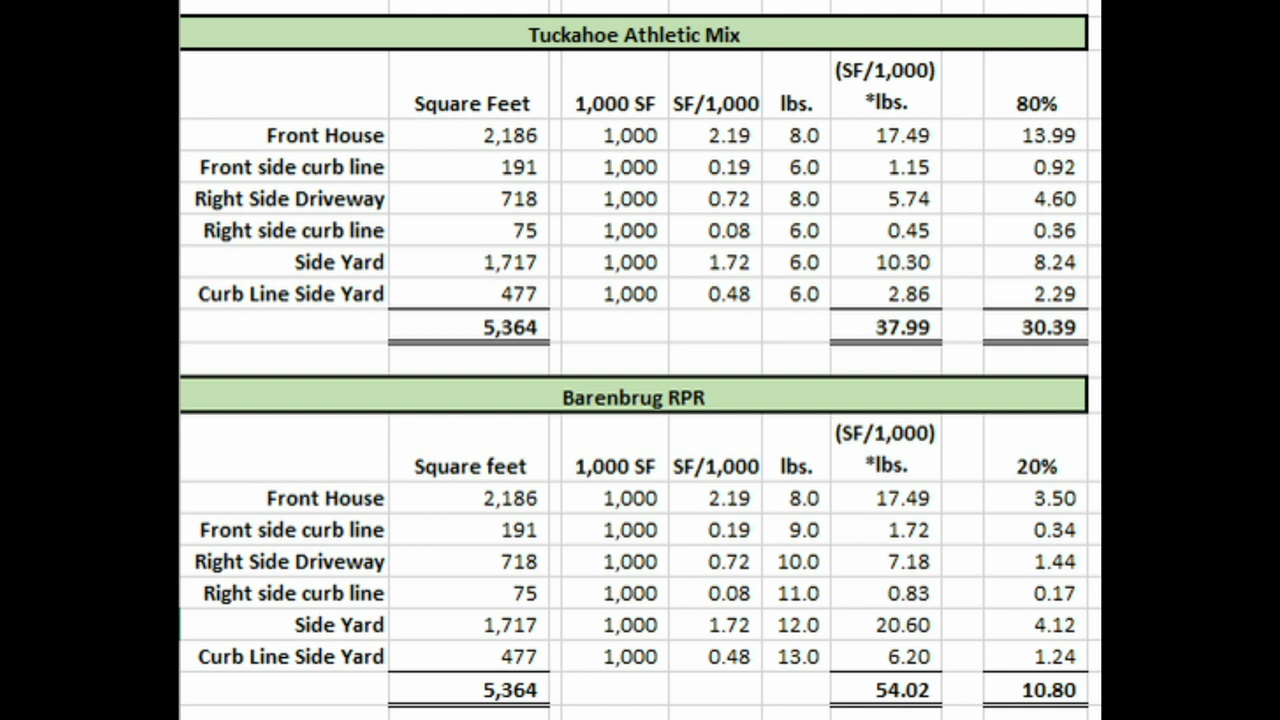 Tuckahoe Athletic Mix
(SF/1,000)
Square Feet 1,000 SF SF/1,000 lbs. *lbs. 80%
Front House 2,186 1,000 2.19 8.0 17.49 13.99
Front side curb line 191 1,000 0.19 6.0 1.15 0.92
Right Side Driveway 718 1,000 0.72 8.0 5.74 4.60
Right side curb line 75 1,000 0.08 6.0 0.45 0.36
Side Yard 1,717 1,000 1.72 6.0 10.30 8.24
Curb Line Side Yard 477 1,000 0.48 6.0 2.86 2.29
5,364 37.99 30.39
Barenbrug RPR
(SF/1,000)
Square feet 1,000 SF SF/1,000 lbs. *lbs. 20%
Front House 2,186 1,000 2.19 8.0 17.49 3.50
Front side curb line 191 1,000 0.19 9.0 1.72 0.34
Right Side Driveway 718 1,000 0.72 10.0 7.18 1.44
Right side curb line 75 1,000 0.08 11.0 0.83 0.17
Side Yard 1,717 1,000 1.72 12.0 20.60 4.12
Curb Line Side Yard 477 1,000 0.48 13.0 6.20 1.24
5,364 54.02 10.80